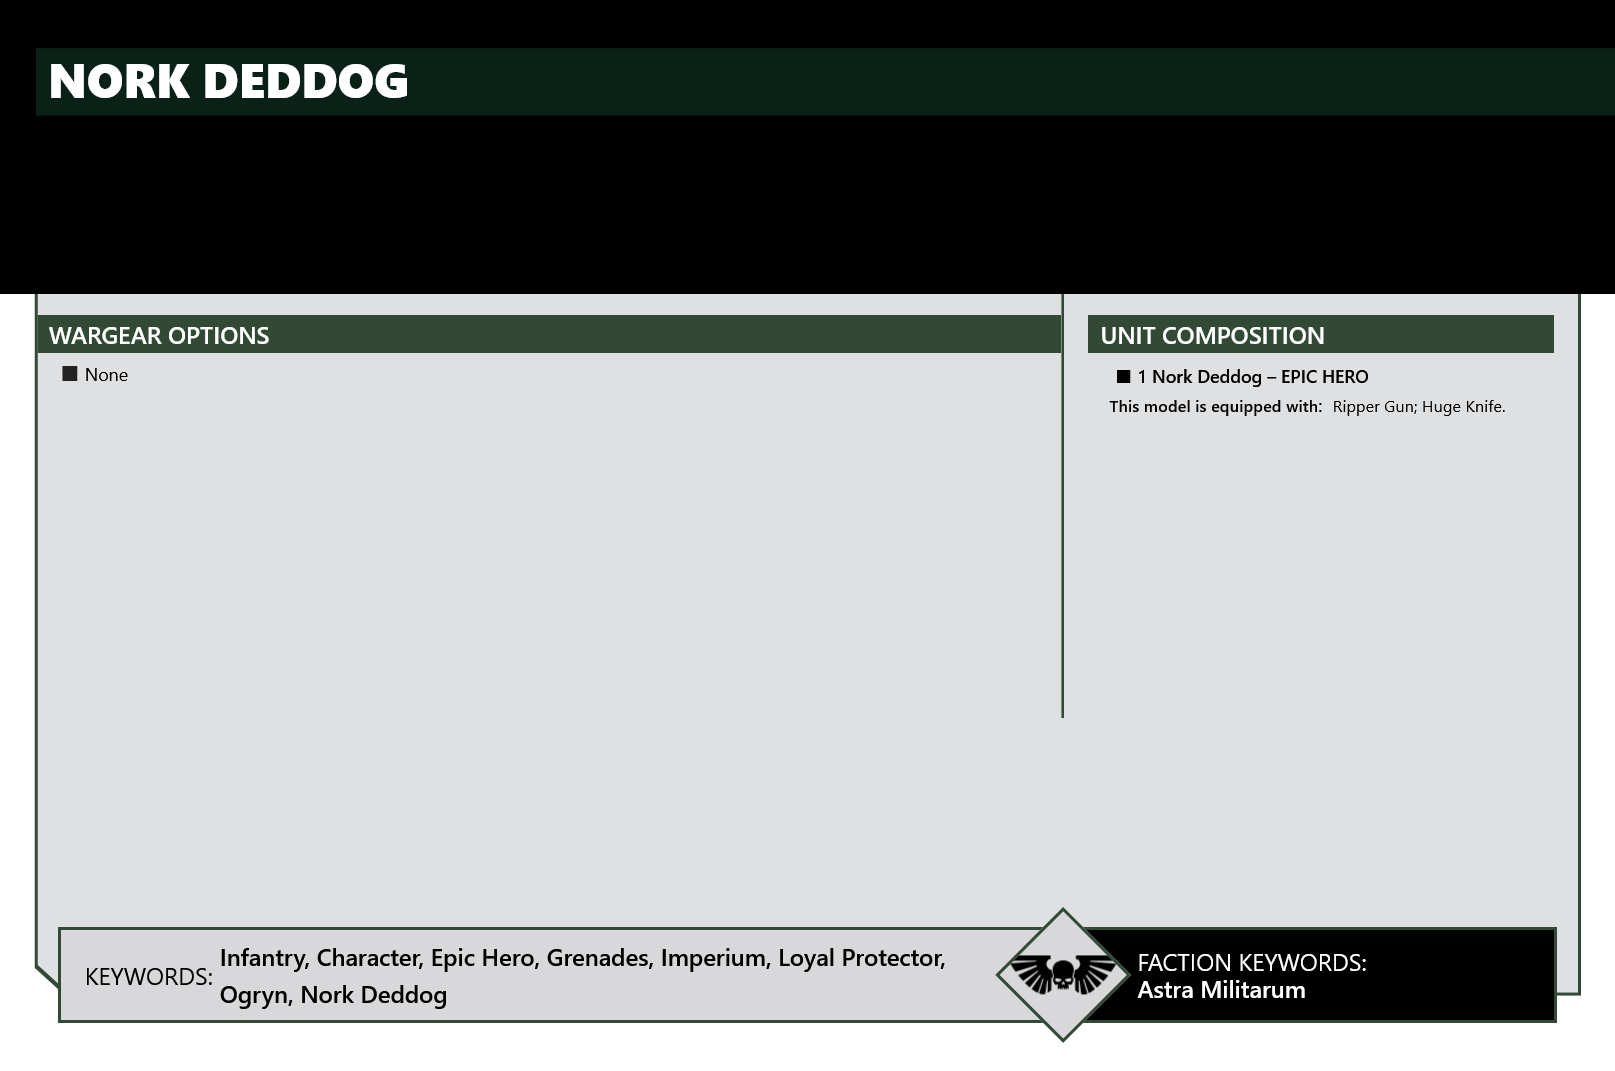 NORK DEDDOG
WARGEAR OPTIONS
■ None
UNIT COMPOSITION
■ 1 Nork Deddog – EPIC HERO
This model is equipped with: Ripper Gun; Huge Knife.
KEYWORDS: Infantry, Character, Epic Hero, Grenades, Imperium, Loyal Protector,
Ogryn, Nork Deddog
FACTION KEYWORDS:
Astra Militarum